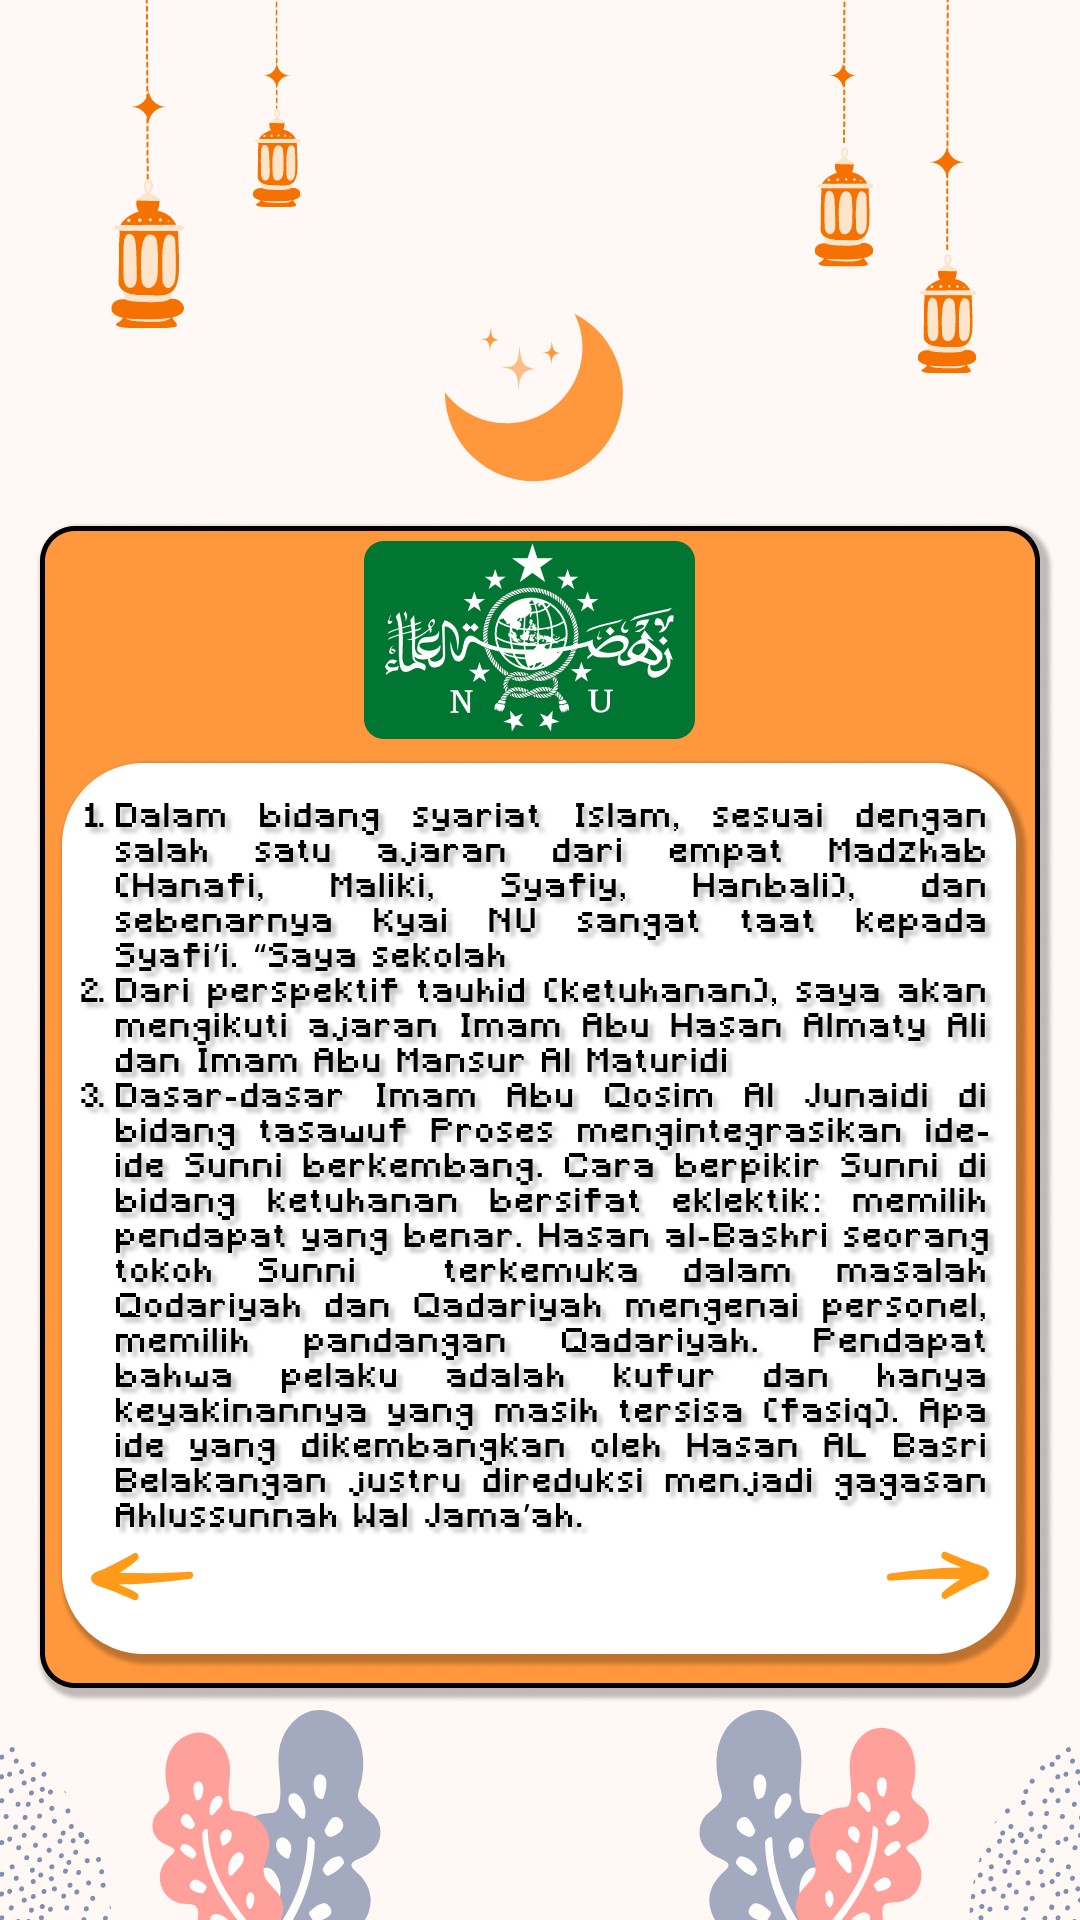 نهضة العلماء
N U
1. Dalam bidang syariat Islam, sesuai dengan
salah satu ajaran dari empat Madzhab
(Hanafi, Maliki, Syafiy, Hanbali), dan
sebenarnya Kyai NU sangat taat kepada
Syafi'i. “Saya sekolah
2. Dari perspektif tauhid (ketuhanan), saya akan
mengikuti ajaran Imam Abu Hasan Almaty Ali
dan Imam Abu Mansur Al Maturidi
3. Dasar-dasar Imam Abu Qosim Al Junaidi di
bidang tasawuf Proses mengintegrasikan ide-
ide Sunni berkembang. Cara berpikir Sunni di
bidang ketuhanan bersifat eklektik: memilih
pendapat yang benar. Hasan al-Bashri seorang
tokoh Sunni terkemuka dalam masalah
Qodariyah dan Qadariyah mengenai personel,
memilih pandangan Qadariyah. Pendapat
bahwa pelaku adalah kufur dan hanya
keyakinannya yang masih tersisa (fasiq). Apa
ide yang dikembangkan oleh Hasan AL Basri
Belakangan justru direduksi menjadi gagasan
Ahlussunnah Wal Jama'ah.